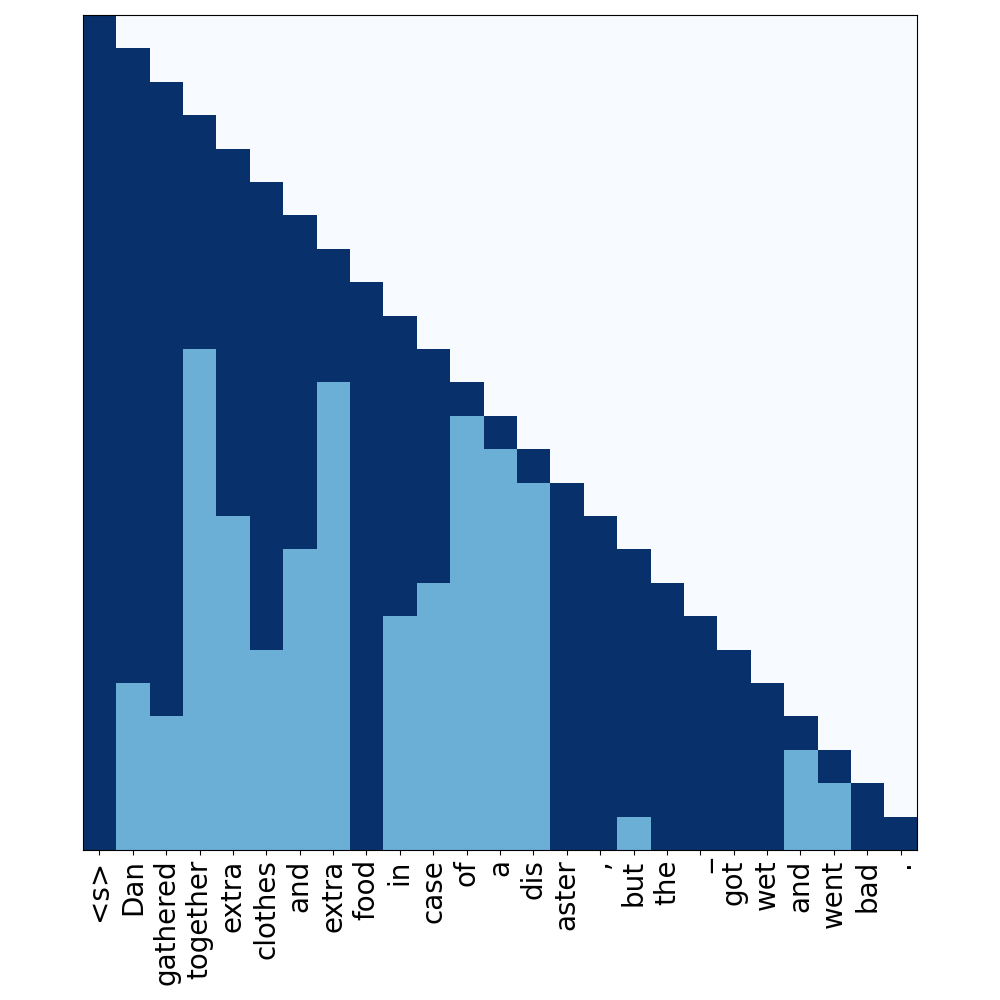 <s>
Dan
gathered
together
extra
clothes
and
extra
food
in
case
of
a
dis
aster
,
but
the
_
got
wet
and
went
bad
.